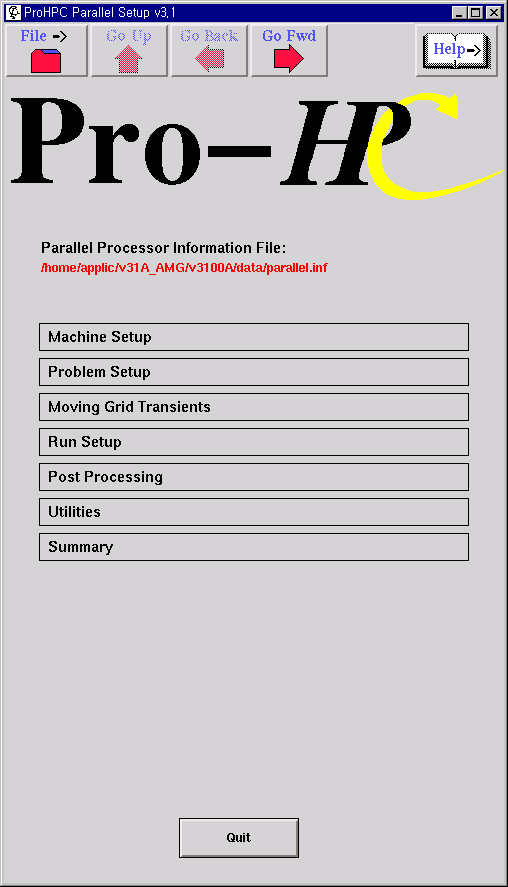 ProHPC Parallel Setup v3,1
File ->
Go Up
Go Back
Go Fwd
Help->
Pro-HPC
Parallel Processor Information File:
/home/applic/v31A_AMG/v3100A/data/parallel.inf
Machine Setup
Problem Setup
Moving Grid Transients
Run Setup
Post Processing
Utilities
Summary
Quit